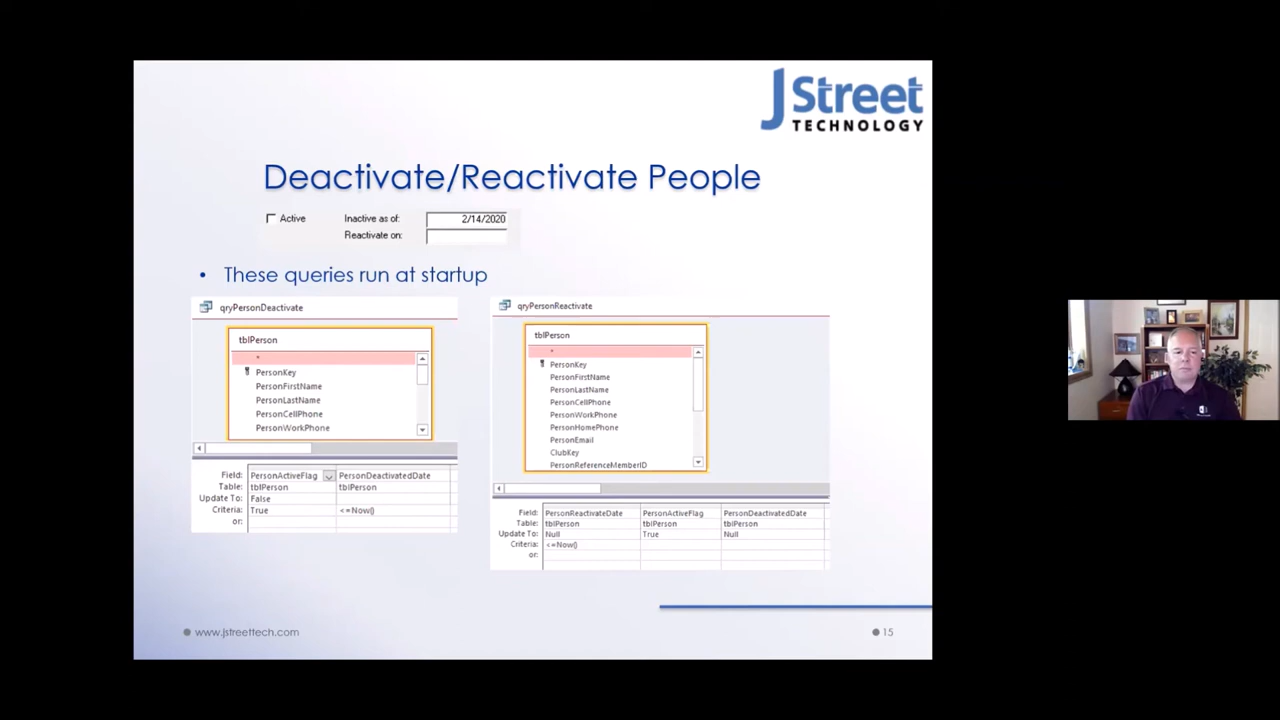 J Street
TECHNOLOGY
Deactivate/Reactivate People
Active Inactive as of: 2/14/2020
Reactivate on:
• These queries run at startup
qryPersonDeactivate
tblPerson
*
PersonKey
PersonFirstName
PersonLastName
PersonCellPhone
PersonWorkPhone
Field: PersonActiveFlag PersonDeactivatedDate
Table: tblPerson tblPerson
Update To: False
Criteria: True <=Now()
or:
qryPersonReactivate
tblPerson
*
PersonKey
PersonFirstName
PersonLastName
PersonCellPhone
PersonWorkPhone
PersonHomePhone
PersonEmail
ClubKey
PersonReferenceMemberID
Field: PersonReactivateDate PersonActiveFlag PersonDeactivatedDate
Table: tblPerson tblPerson tblPerson
Update To: Null True Null
Criteria: <=Now()
or:
www.jstreettech.com
15